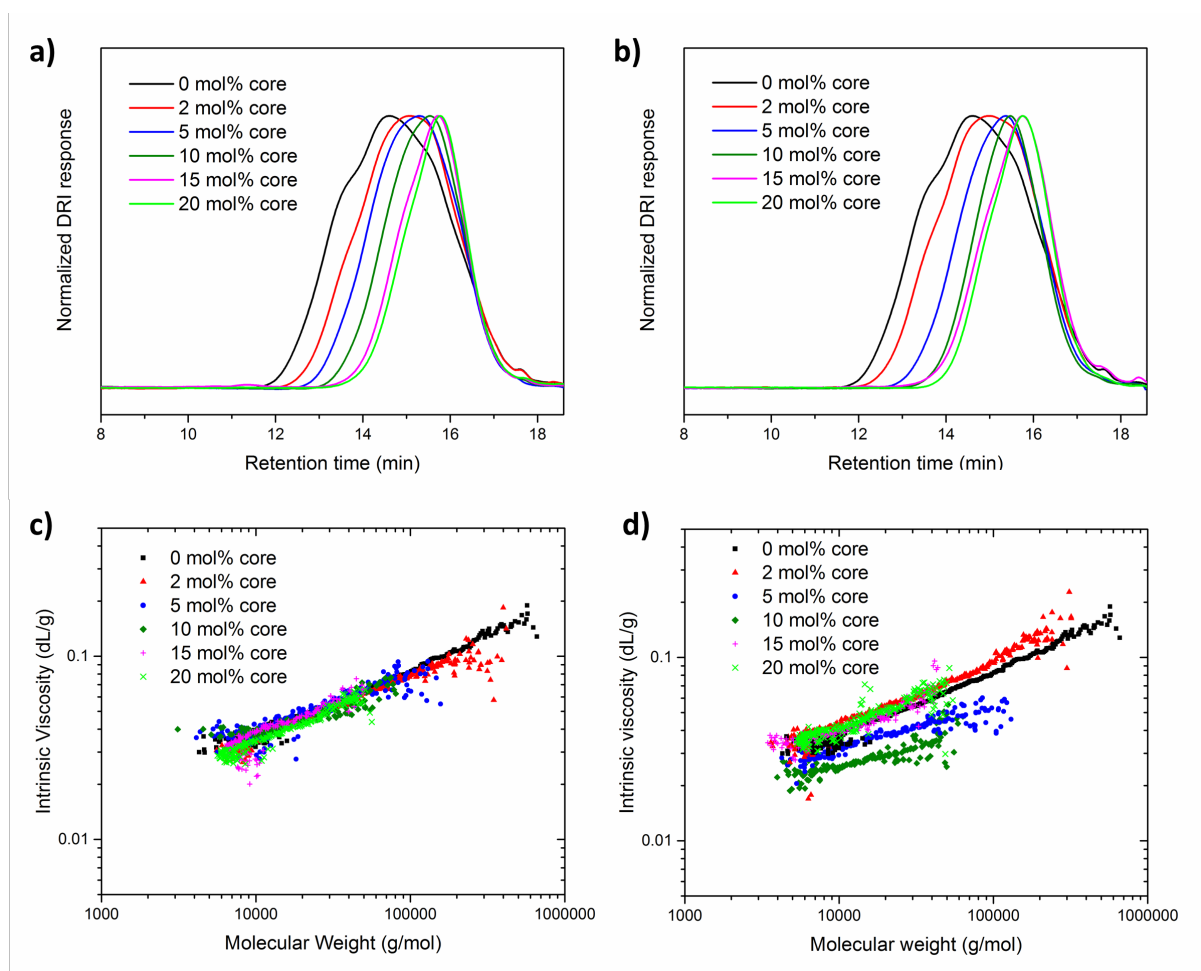 a)
0 mol% core
2 mol% core
5 mol% core
10 mol% core
15 mol% core
20 mol% core
Normalized DRI response
8 10 12 14 16 18
Retention time (min)
b)
0 mol% core
2 mol% core
5 mol% core
10 mol% core
15 mol% core
20 mol% core
Normalized DRI response
8 10 12 14 16 18
Retention time (min)
c)
0 mol% core
2 mol% core
5 mol% core
10 mol% core
15 mol% core
20 mol% core
Intrinsic Viscosity (dL/g)
0.1
0.01
1000 10000 100000 1000000
Molecular Weight (g/mol)
d)
0 mol% core
2 mol% core
5 mol% core
10 mol% core
15 mol% core
20 mol% core
Intrinsic viscosity (dL/g)
0.1
0.01
1000 10000 100000 1000000
Molecular weight (g/mol)